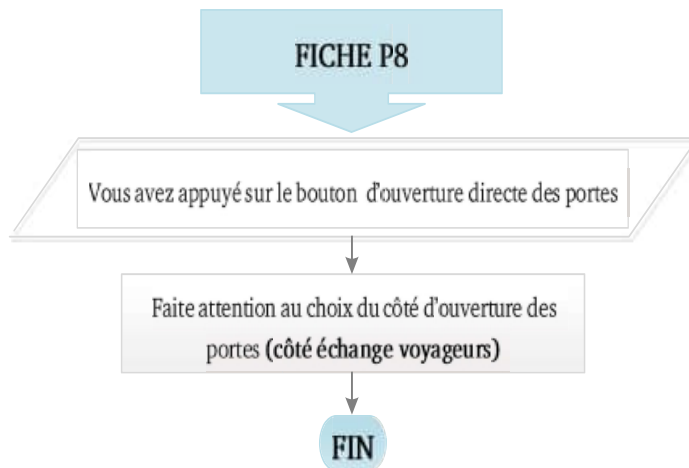 FICHE P8
Vous avez appuyé sur le bouton d'ouverture directe des portes
Faite attention au choix du côté d'ouverture des
portes (côté échange voyageurs)
FIN